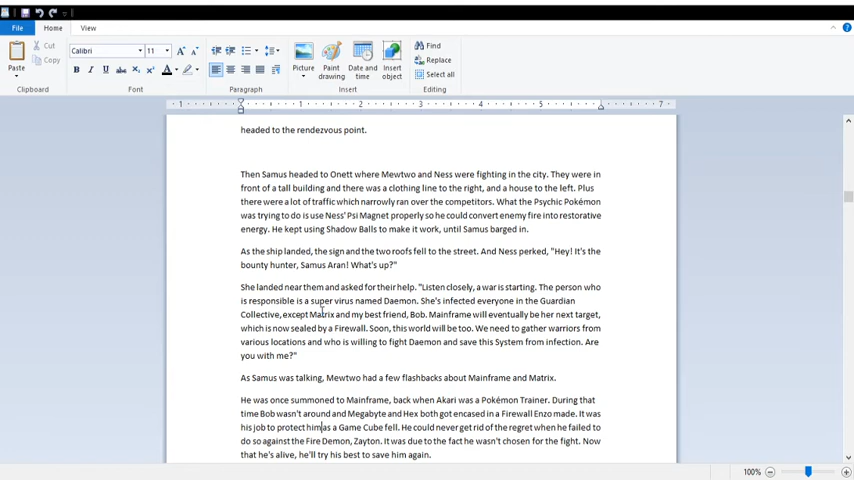 File
Home
View
Cut
Copy
Paste
Clipboard
Calibri
11
Font
Paragraph
Picture
Paint drawing
Date and time
Insert object
Insert
Find
Replace
Select all
Editing
1 1 2 3 4 5 7
headed to the rendezvous point.
Then Samus headed to Onett where Mewtwo and Ness were fighting in the city. They were in
front of a tall building and there was a clothing line to the right, and a house to the left. Plus
there were a lot of traffic which narrowly ran over the competitors. What the Psychic Pokémon
was trying to do is use Ness' Psi Magnet properly so he could convert enemy fire into restorative
energy. He kept using Shadow Balls to make it work, until Samus barged in.
As the ship landed, the sign and the two roofs fell to the street. And Ness perked, "Hey! It's the
bounty hunter, Samus Aran! What's up?"
She landed near them and asked for their help. "Listen closely, a war is starting. The person who
is responsible is a super virus named Daemon. She's infected everyone in the Guardian
Collective, except Matrix and my best friend, Bob. Mainframe will eventually be her next target,
which is now sealed by a Firewall. Soon, this world will be too. We need to gather warriors from
various locations and who is willing to fight Daemon and save this System from infection. Are
you with me?"
As Samus was talking, Mewtwo had a few flashbacks about Mainframe and Matrix.
He was once summoned to Mainframe, back when Akari was a Pokémon Trainer. During that
time Bob wasn't around and Megabyte and Hex both got encased in a Firewall Enzo made. It was
his job to protect him as a Game Cube fell. He could never get rid of the regret when he failed to
do so against the Fire Demon, Zayton. It was due to the fact he wasn't chosen for the fight. Now
that he's alive, he'll try his best to save him again.
100%